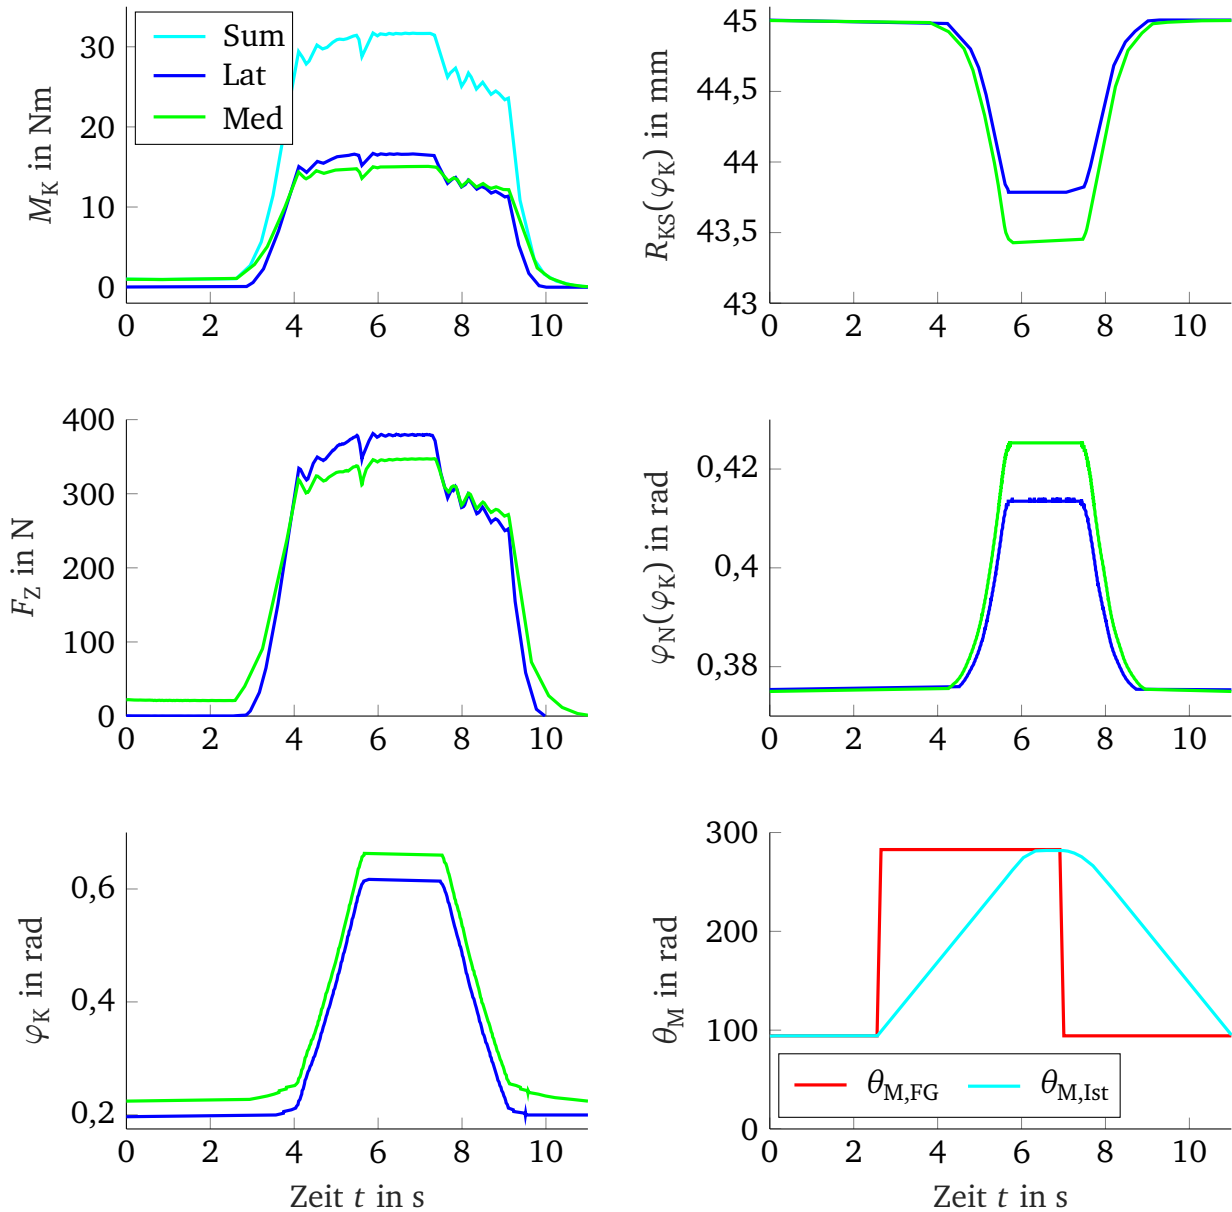 M_K in Nm
30
20
10
0
0 2 4 6 8 10
Sum
Lat
Med
R_KS(φ_K) in mm
45
44,5
44
43,5
43
0 2 4 6 8 10
F_Z in N
400
300
200
100
0
0 2 4 6 8 10
φ_N(φ_K) in rad
0,42
0,4
0,38
0 2 4 6 8 10
φ_K in rad
0,6
0,4
0,2
0 2 4 6 8 10
Zeit t in s
θ_M in rad
300
200
100
0
θ_M,FG θ_M,Ist
0 2 4 6 8 10
Zeit t in s